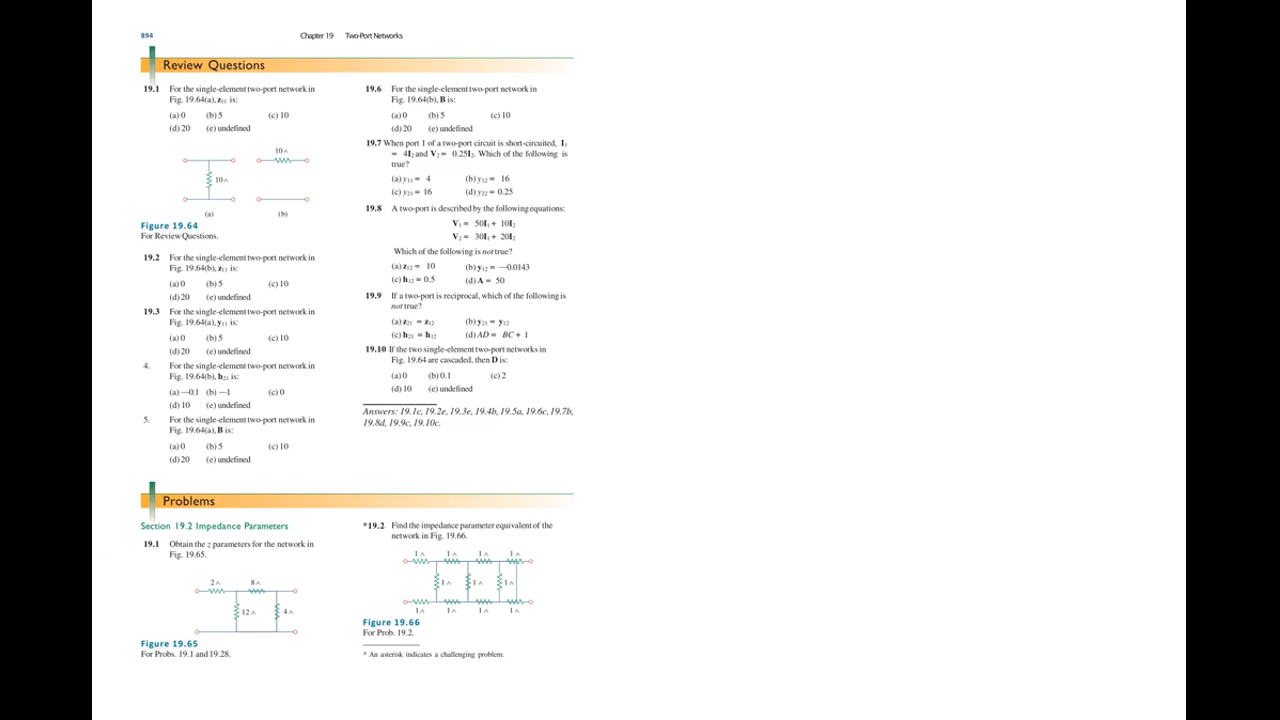 894
Chapter 19 Two-Port Networks
Review Questions
19.1 For the single-element two-port network in
Fig. 19.64(a), z11 is:
(a) 0 (b) 5 (c) 10
(d) 20 (e) undefined
10 ^
10 ^
(a) (b)
Figure 19.64
For Review Questions.
19.2 For the single-element two-port network in
Fig. 19.64(b), z11 is:
(a) 0 (b) 5 (c) 10
(d) 20 (e) undefined
19.3 For the single-element two-port network in
Fig. 19.64(a), y11 is:
(a) 0 (b) 5 (c) 10
(d) 20 (e) undefined
4. For the single-element two-port network in
Fig. 19.64(b), h21 is:
(a) —0.1 (b) —1 (c) 0
(d) 10 (e) undefined
5. For the single-element two-port network in
Fig. 19.64(a), B is:
(a) 0 (b) 5 (c) 10
(d) 20 (e) undefined
19.6 For the single-element two-port network in
Fig. 19.64(b), B is:
(a) 0 (b) 5 (c) 10
(d) 20 (e) undefined
19.7 When port 1 of a two-port circuit is short-circuited, I1
= 4I2 and V2 = 0.25I2. Which of the following is
true?
(a) y11 = 4 (b) y12 = 16
(c) y21 = 16 (d) y22 = 0.25
19.8 A two-port is described by the following equations:
V1 = 50I1 + 10I2
V2 = 30I1 + 20I2
Which of the following is not true?
(a) z12 = 10 (b) y12 = —0.0143
(c) h12 = 0.5 (d) A = 50
19.9 If a two-port is reciprocal, which of the following is
not true?
(a) z21 = z12 (b) y21 = y12
(c) h21 = h12 (d) AD = BC + 1
19.10 If the two single-element two-port networks in
Fig. 19.64 are cascaded, then D is:
(a) 0 (b) 0.1 (c) 2
(d) 10 (e) undefined
Answers: 19.1c, 19.2e, 19.3e, 19.4b, 19.5a, 19.6c, 19.7b,
19.8d, 19.9c, 19.10c.
Problems
Section 19.2 Impedance Parameters
19.1 Obtain the z parameters for the network in
Fig. 19.65.
2 ^ 8 ^
12 ^ 4 ^
Figure 19.65
For Probs. 19.1 and 19.28.
*19.2 Find the impedance parameter equivalent of the
network in Fig. 19.66.
1 ^ 1 ^ 1 ^ 1 ^
1 ^ 1 ^ 1 ^
1 ^ 1 ^ 1 ^ 1 ^
Figure 19.66
For Prob. 19.2.
* An asterisk indicates a challenging problem.